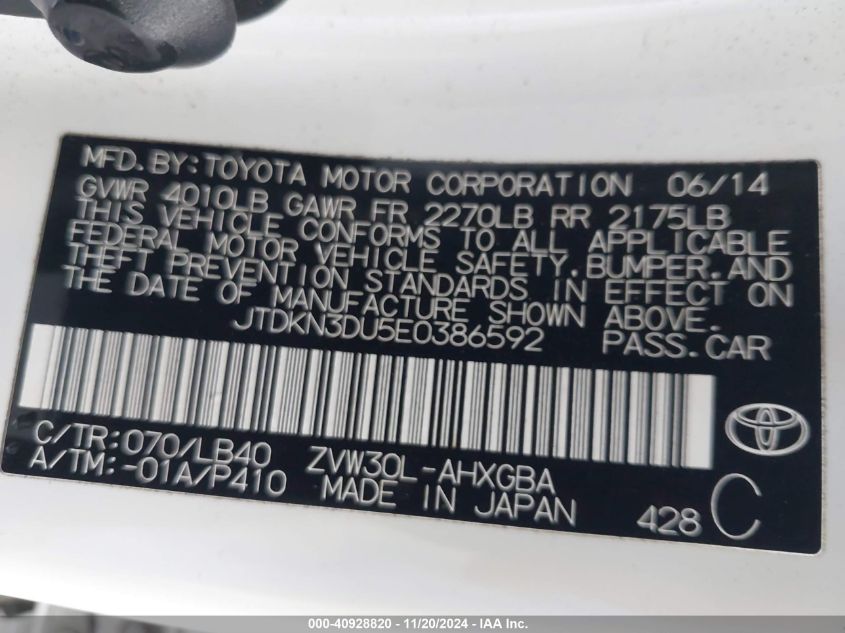 MFD. BY: TOYOTA MOTOR CORPORATION 06/14
GVWR 4010LB GAWR FR 2270LB RR 2175LB
THIS VEHICLE CONFORMS TO ALL APPLICABLE
FEDERAL MOTOR VEHICLE SAFETY, BUMPER, AND
THEFT PREVENTION STANDARDS IN EFFECT ON
THE DATE OF MANUFACTURE SHOWN ABOVE.
JTDKN3DU5E0386592 PASS. CAR
C/TR: 070/LB40 ZVW30L-AHXGBA
A/TM: -01A/P410 MADE IN JAPAN 428 C
000-40928820 - 11/20/2024 - IAA Inc.